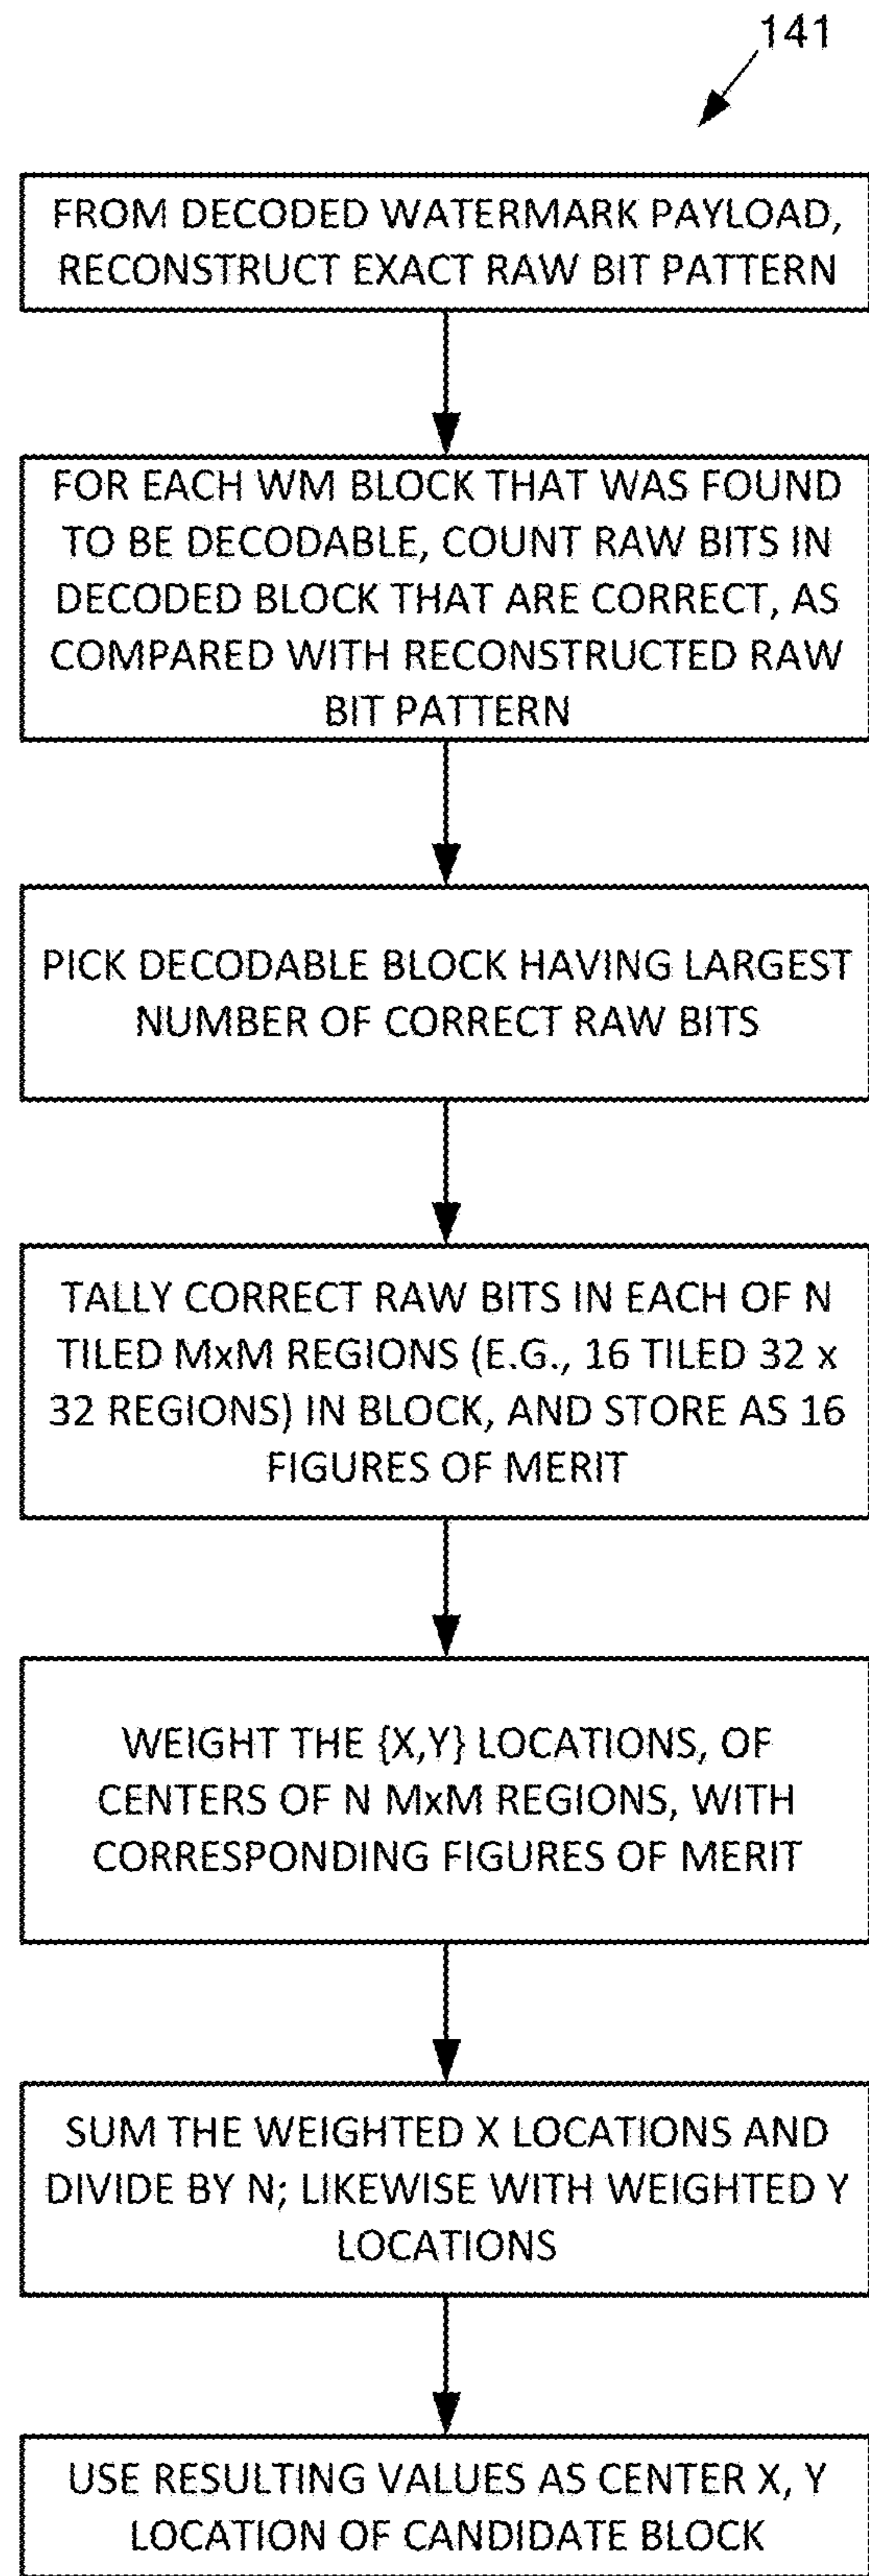 141
FROM DECODED WATERMARK PAYLOAD,
RECONSTRUCT EXACT RAW BIT PATTERN
FOR EACH WM BLOCK THAT WAS FOUND
TO BE DECODABLE, COUNT RAW BITS IN
DECODED BLOCK THAT ARE CORRECT, AS
COMPARED WITH RECONSTRUCTED RAW
BIT PATTERN
PICK DECODABLE BLOCK HAVING LARGEST
NUMBER OF CORRECT RAW BITS
TALLY CORRECT RAW BITS IN EACH OF N
TILED MxM REGIONS (E.G., 16 TILED 32 x
32 REGIONS) IN BLOCK, AND STORE AS 16
FIGURES OF MERIT
WEIGHT THE {X,Y} LOCATIONS, OF
CENTERS OF N MxM REGIONS, WITH
CORRESPONDING FIGURES OF MERIT
SUM THE WEIGHTED X LOCATIONS AND
DIVIDE BY N; LIKEWISE WITH WEIGHTED Y
LOCATIONS
USE RESULTING VALUES AS CENTER X, Y
LOCATION OF CANDIDATE BLOCK